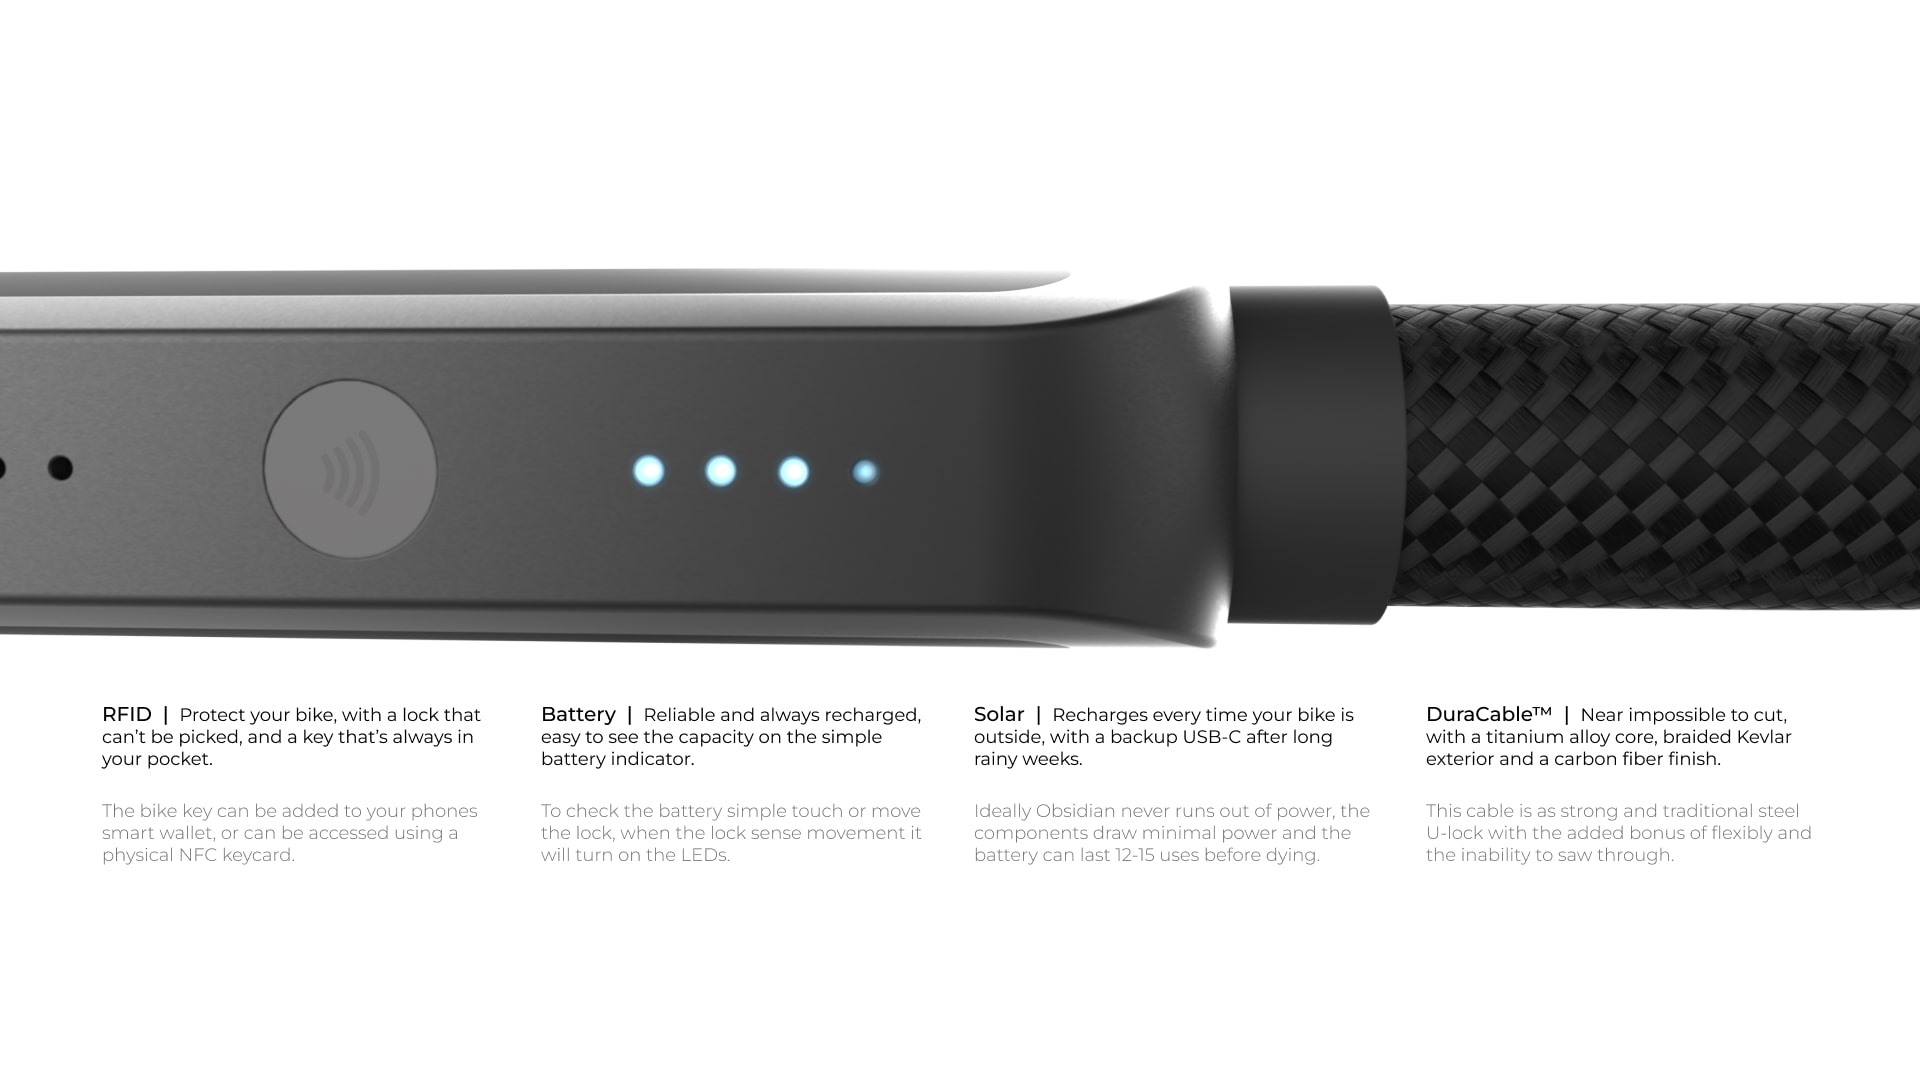 RFID | Protect your bike, with a lock that
can't be picked, and a key that's always in
your pocket.
The bike key can be added to your phones
smart wallet, or can be accessed using a
physical NFC keycard.
Battery | Reliable and always recharged,
easy to see the capacity on the simple
battery indicator.
To check the battery simple touch or move
the lock, when the lock sense movement it
will turn on the LEDs.
Solar | Recharges every time your bike is
outside, with a backup USB-C after long
rainy weeks.
Ideally Obsidian never runs out of power, the
components draw minimal power and the
battery can last 12-15 uses before dying.
DuraCable™ | Near impossible to cut,
with a titanium alloy core, braided Kevlar
exterior and a carbon fiber finish.
This cable is as strong and traditional steel
U-lock with the added bonus of flexibly and
the inability to saw through.